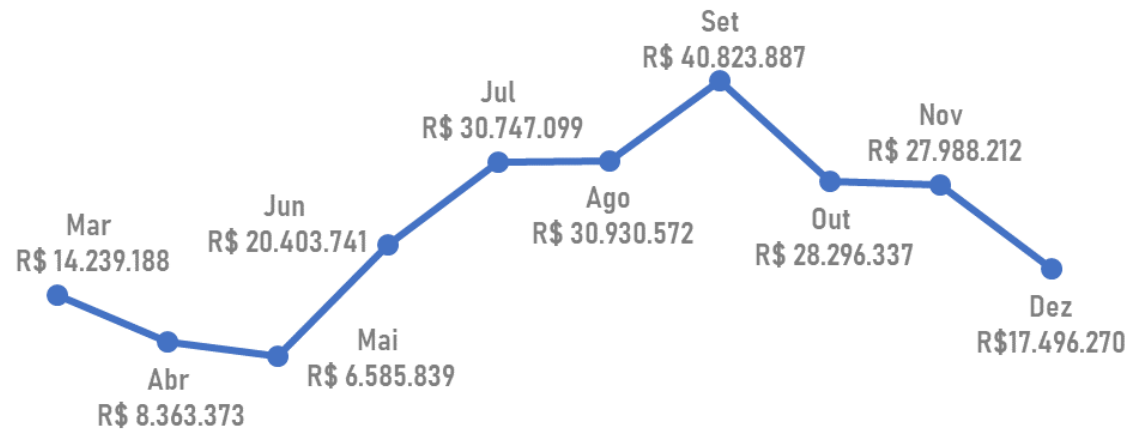 Mar
R$ 14.239.188
Abr
R$ 8.363.373
Mai
R$ 6.585.839
Jun
R$ 20.403.741
Jul
R$ 30.747.099
Ago
R$ 30.930.572
Set
R$ 40.823.887
Out
R$ 28.296.337
Nov
R$ 27.988.212
Dez
R$17.496.270